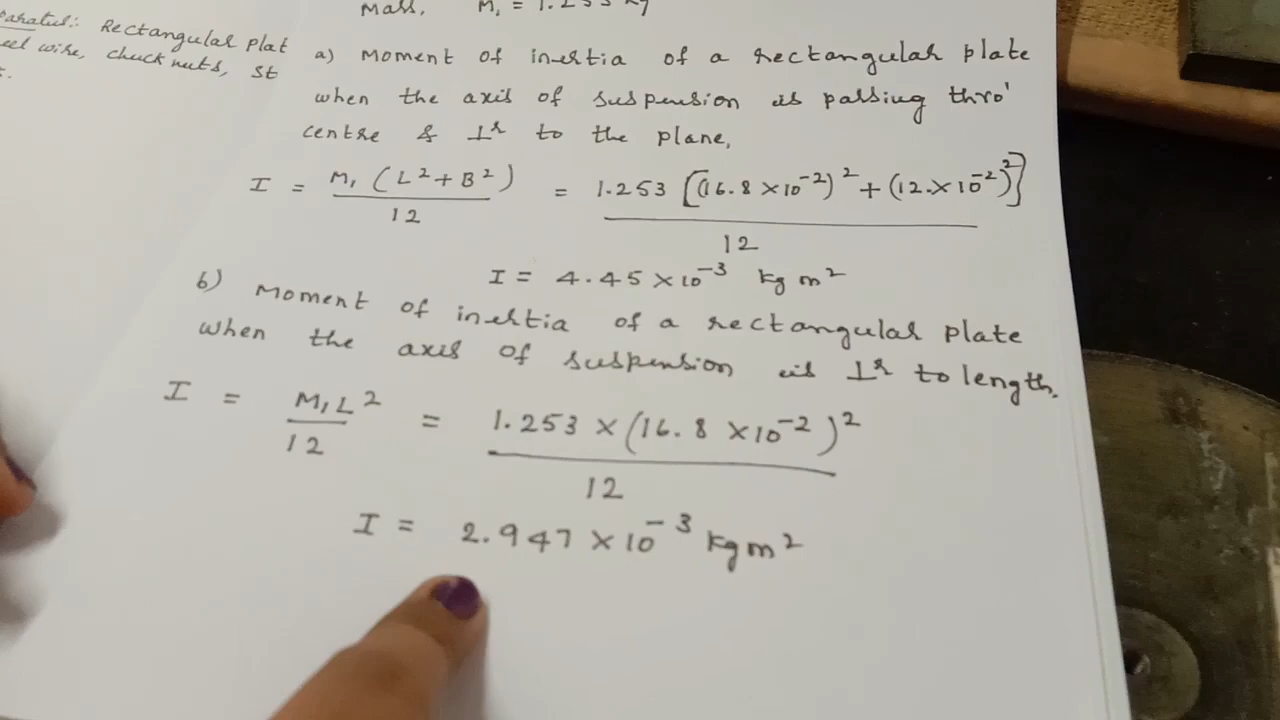 Mass, M₁ = 1.253 kg
Rectangular Plat
wire, chuck nuts, st
a) Moment of inertia of a rectangular plate
when the axis of suspension is passing thro'
centre & ⊥ʳ to the plane,
I = M₁ (L² + B²) / 12 = 1.253 [(16.8 × 10⁻²)² + (12. × 10⁻²)²] / 12
I = 4.45 × 10⁻³ kg m²
b) Moment of inertia of a rectangular plate
when the axis of suspension is ⊥ʳ to length.
I = M₁L² / 12 = 1.253 × (16.8 × 10⁻²)² / 12
I = 2.947 × 10⁻³ kg m²